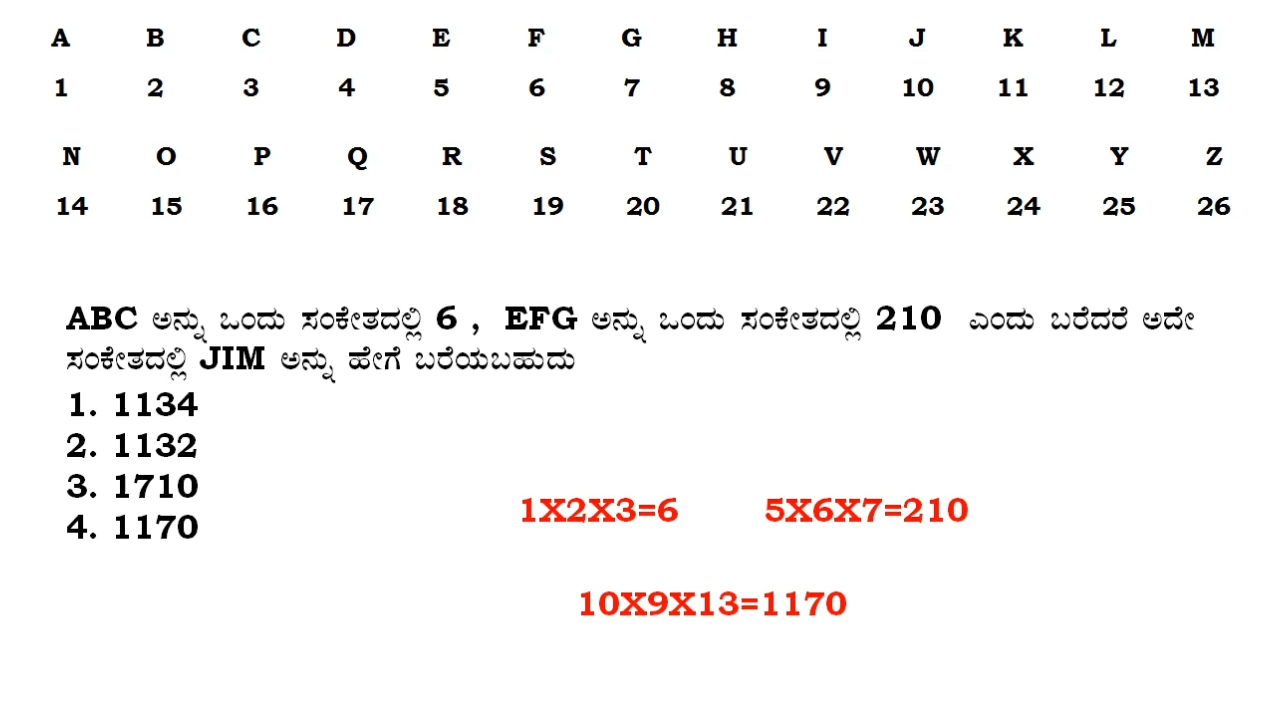 A B C D E F G H I J K L M
1 2 3 4 5 6 7 8 9 10 11 12 13
N O P Q R S T U V W X Y Z
14 15 16 17 18 19 20 21 22 23 24 25 26
ABC ಅನ್ನು ಒಂದು ಸಂಕೇತದಲ್ಲಿ 6 , EFG ಅನ್ನು ಒಂದು ಸಂಕೇತದಲ್ಲಿ 210 ಎಂದು ಬರೆದರೆ ಅದೇ
ಸಂಕೇತದಲ್ಲಿ JIM ಅನ್ನು ಹೇಗೆ ಬರೆಯಬಹುದು
1. 1134
2. 1132
3. 1710
4. 1170
1X2X3=6 5X6X7=210
10X9X13=1170